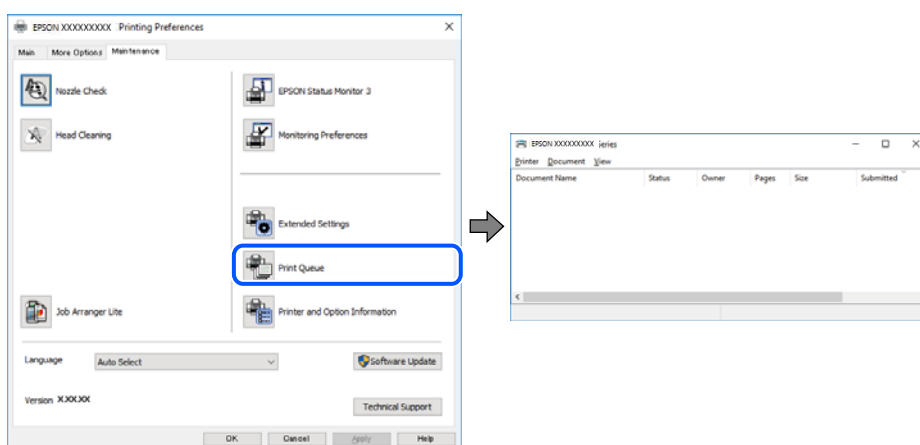 EPSON XXXXXXXXX Printing Preferences
Main More Options Maintenance
Nozzle Check
EPSON Status Monitor 3
Head Cleaning
Monitoring Preferences
Extended Settings
Print Queue
Job Arranger Lite
Printer and Option Information
Language Auto Select
Software Update
Version X.XX.XX
Technical Support
OK Cancel Apply Help
EPSON XXXXXXXXX ieries
Printer Document View
Document Name Status Owner Pages Size Submitted